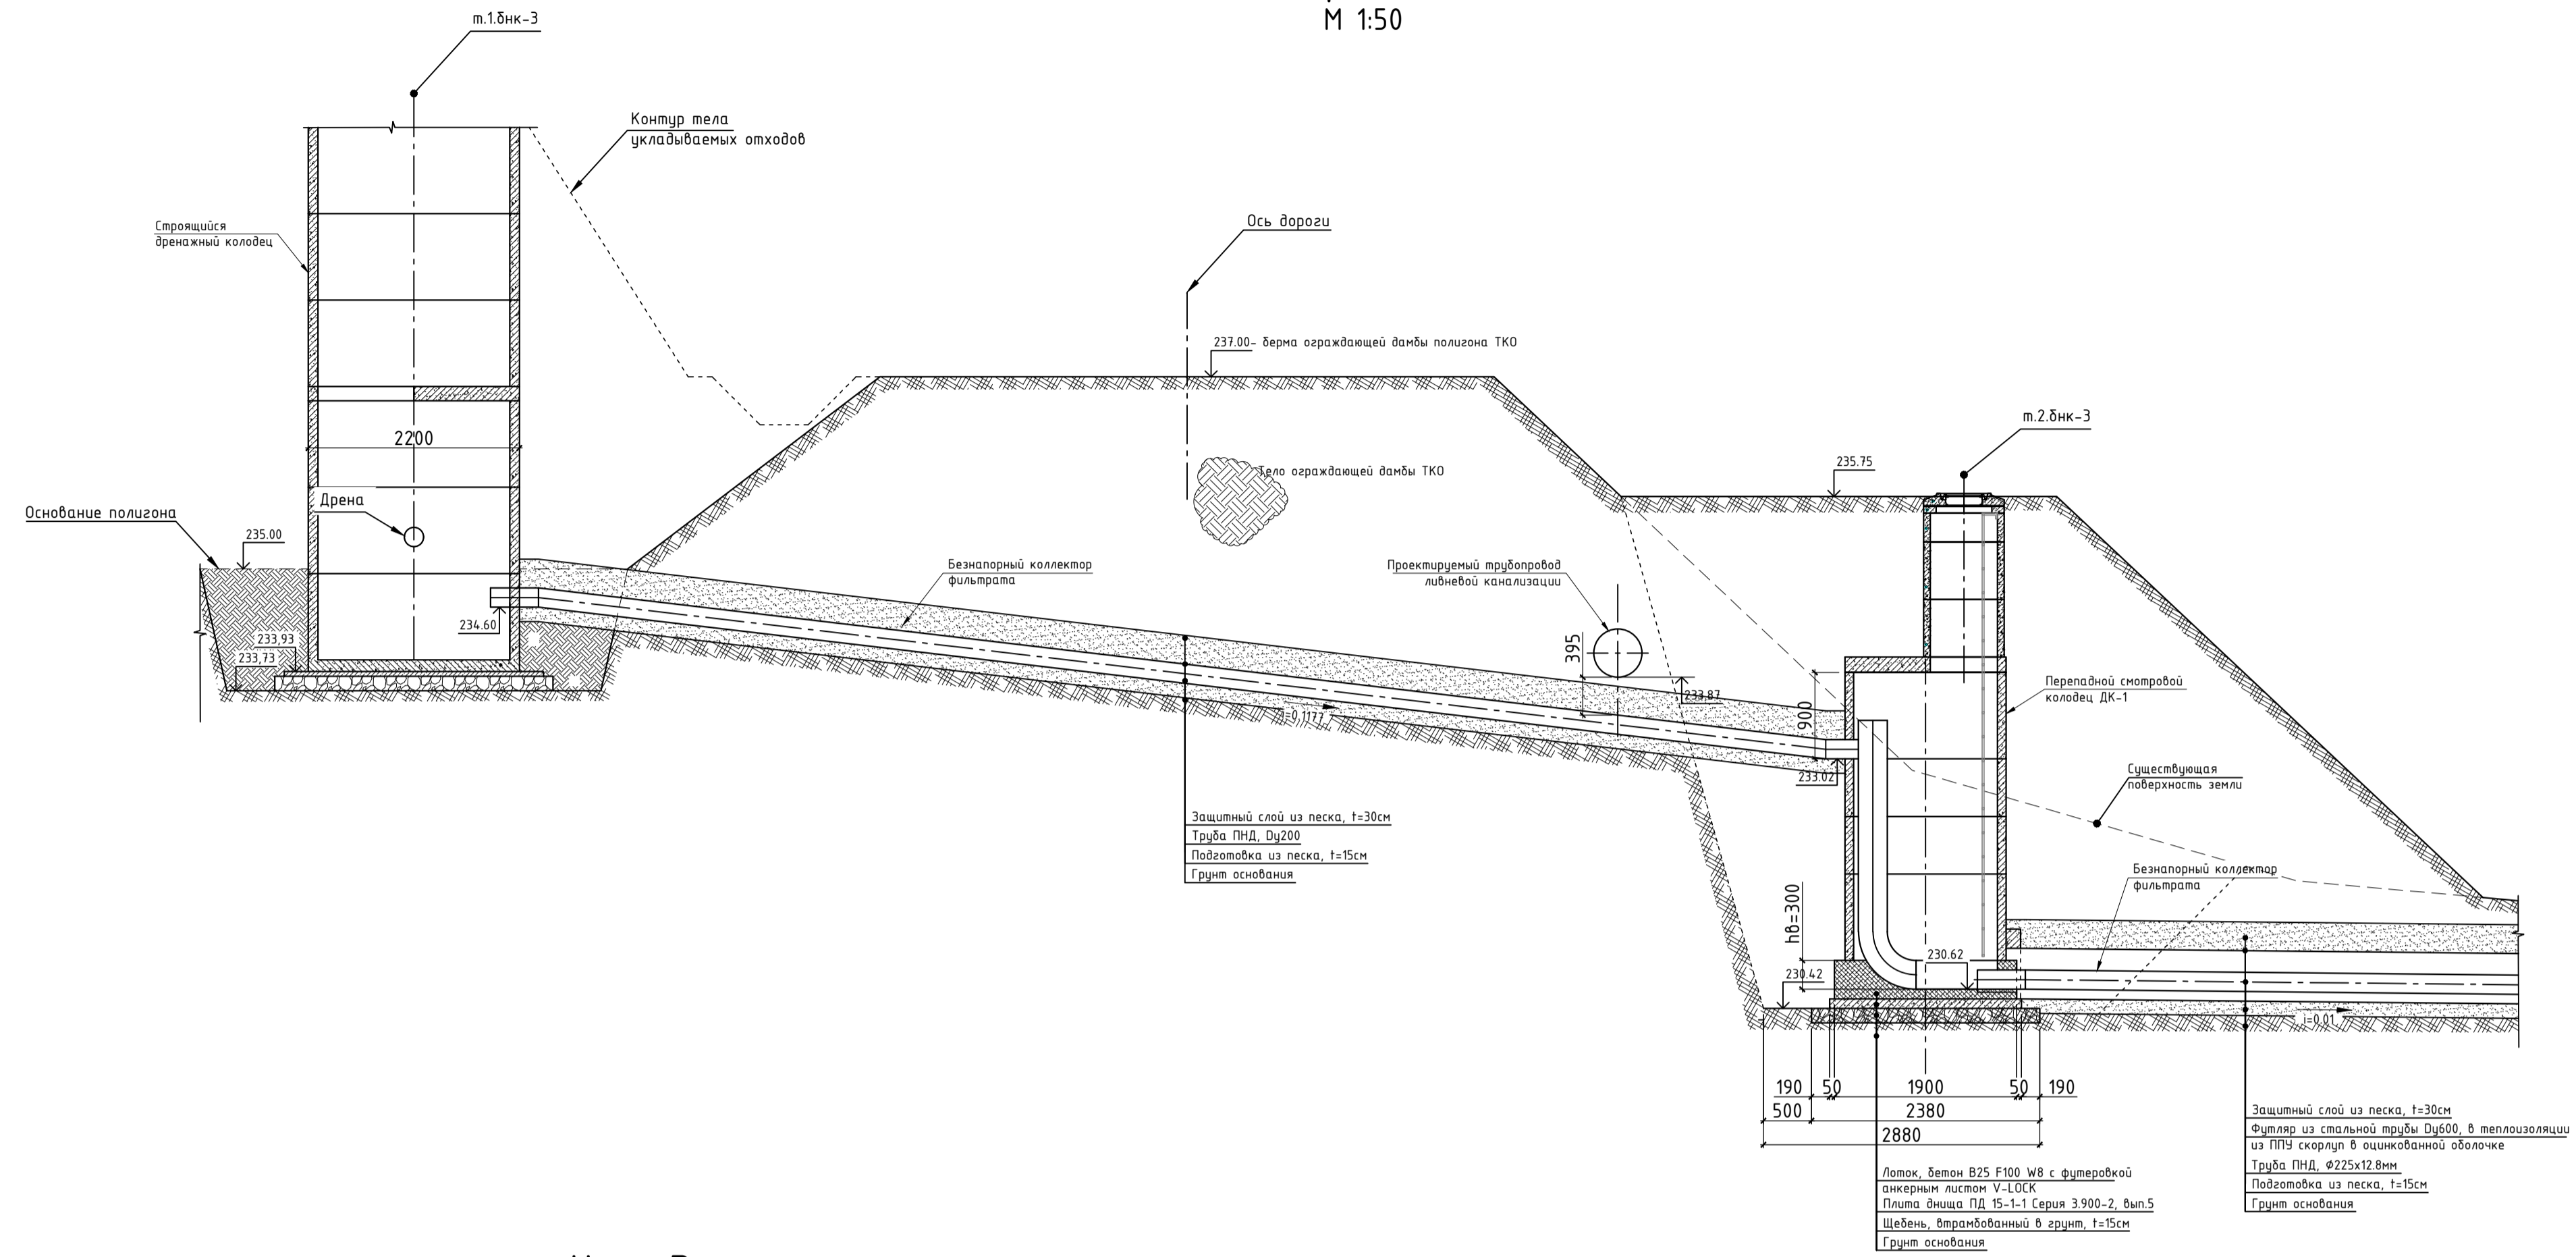 М 1:50
т.1.бнк-3
Контур тела
укладываемых отходов
Строящийся
дренажный колодец
Ось дороги
237.00- берма ограждающей дамбы полигона ТКО
т.2.бнк-3
2200
235.75
Тело ограждающей дамбы ТКО
Дрена
Основание полигона
235.00
Безнапорный коллектор
фильтрата
Проектируемый трубопровод
ливневой канализации
234.60
233,93
233,73
395
233.87
Перепадной смотровой
колодец ДК-1
900
i=0,1177
233.02
Существующая
поверхность земли
Защитный слой из песка, t=30см
Труба ПНД, Dy200
Подготовка из песка, t=15см
Грунт основания
Безнапорный коллектор
фильтрата
hв=300
230.62
230.42
i=0,01
190 50 1900 50 190
500 2380
2880
Защитный слой из песка, t=30см
Футляр из стальной трубы Dy600, в теплоизоляции
из ППУ скорлуп в оцинкованной оболочке
Труба ПНД, Ø225х12.8мм
Подготовка из песка, t=15см
Грунт основания
Лоток, бетон B25 F100 W8 с футеровкой
анкерным листом V-LOCK
Плита днища ПД 15-1-1 Серия 3.900-2, вып.5
Щебень, втрамбованный в грунт, t=15см
Грунт основания